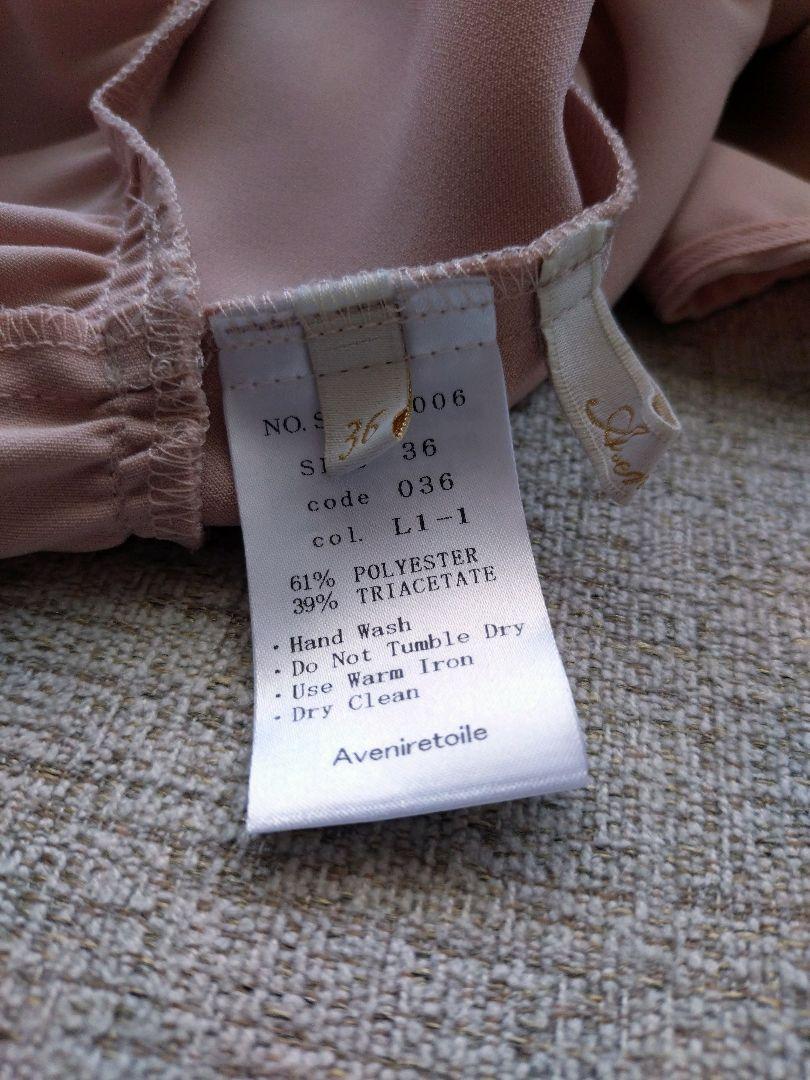 NO. 006
36
36
code 036
col. L1-1
61% POLYESTER
39% TRIACETATE
・Hand Wash
・Do Not Tumble Dry
・Use Warm Iron
・Dry Clean
Aveniretoile